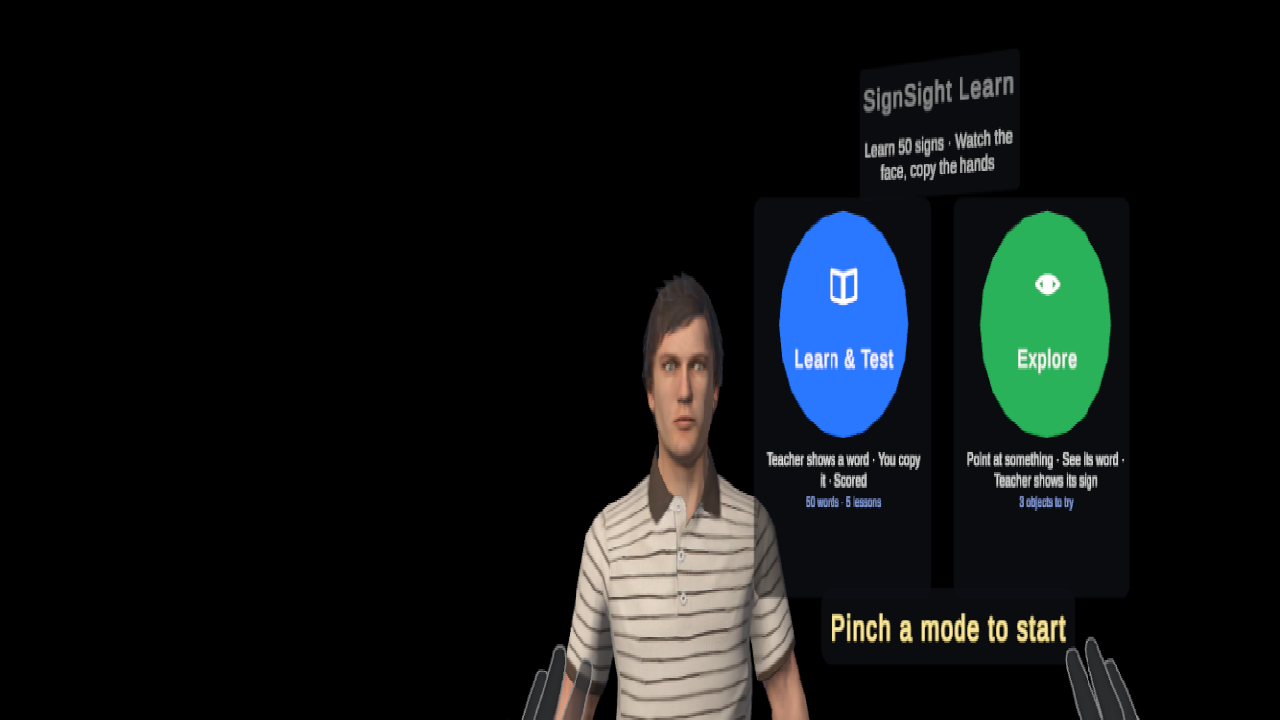 SignSight Learn
Learn 50 signs · Watch the
face, copy the hands
Learn & Test
Explore
Teacher shows a word · You copy
it · Scored
50 words · 5 lessons
Point at something · See its word ·
Teacher shows its sign
3 objects to try
Pinch a mode to start